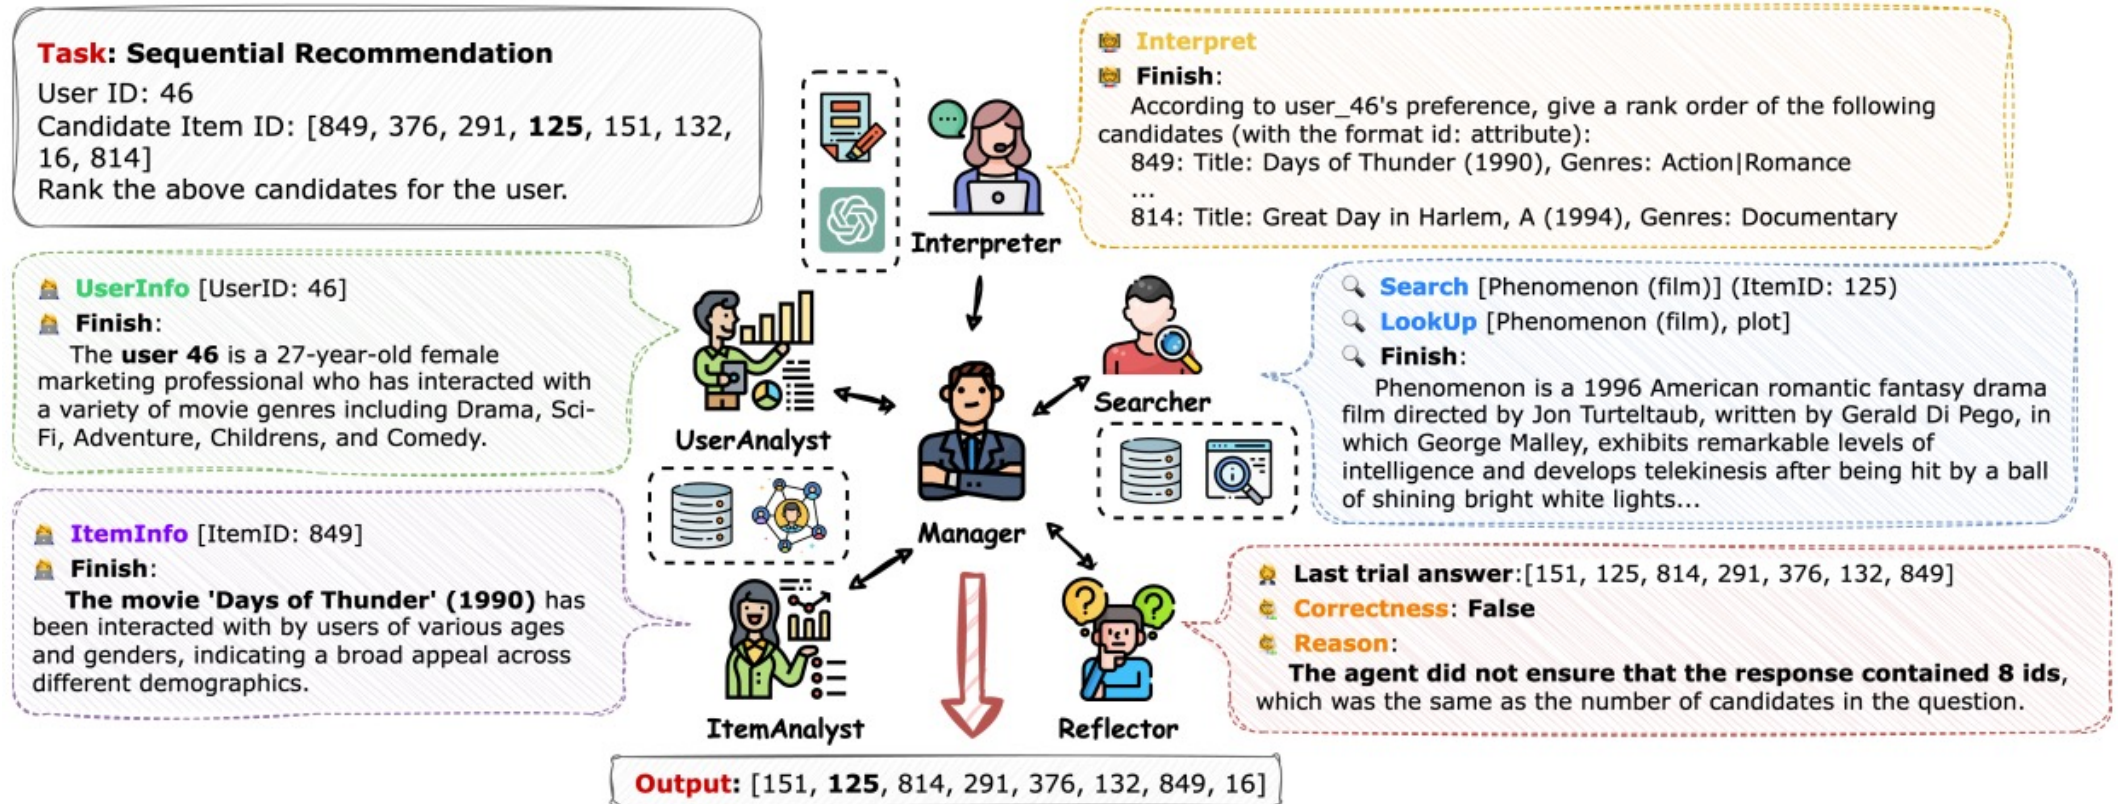 Task: Sequential Recommendation
User ID: 46
Candidate Item ID: [849, 376, 291, 125, 151, 132,
16, 814]
Rank the above candidates for the user.
Interpret
Finish:
According to user_46's preference, give a rank order of the following
candidates (with the format id: attribute):
849: Title: Days of Thunder (1990), Genres: Action|Romance
...
814: Title: Great Day in Harlem, A (1994), Genres: Documentary
Interpreter
UserInfo [UserID: 46]
Finish:
The user 46 is a 27-year-old female
marketing professional who has interacted with
a variety of movie genres including Drama, Sci-
Fi, Adventure, Childrens, and Comedy.
UserAnalyst
Search [Phenomenon (film)] (ItemID: 125)
LookUp [Phenomenon (film), plot]
Finish:
Phenomenon is a 1996 American romantic fantasy drama
film directed by Jon Turteltaub, written by Gerald Di Pego, in
which George Malley, exhibits remarkable levels of
intelligence and develops telekinesis after being hit by a ball
of shining bright white lights...
Searcher
Manager
ItemInfo [ItemID: 849]
Finish:
The movie 'Days of Thunder' (1990) has
been interacted with by users of various ages
and genders, indicating a broad appeal across
different demographics.
ItemAnalyst
Last trial answer:[151, 125, 814, 291, 376, 132, 849]
Correctness: False
Reason:
The agent did not ensure that the response contained 8 ids,
which was the same as the number of candidates in the question.
Reflector
Output: [151, 125, 814, 291, 376, 132, 849, 16]